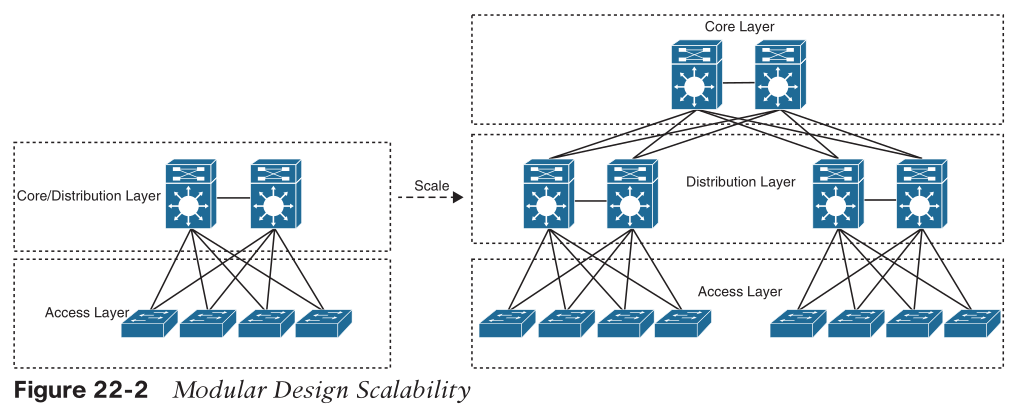 Core Layer
Core/Distribution Layer
Scale
Distribution Layer
Access Layer
Access Layer
Figure 22-2 Modular Design Scalability